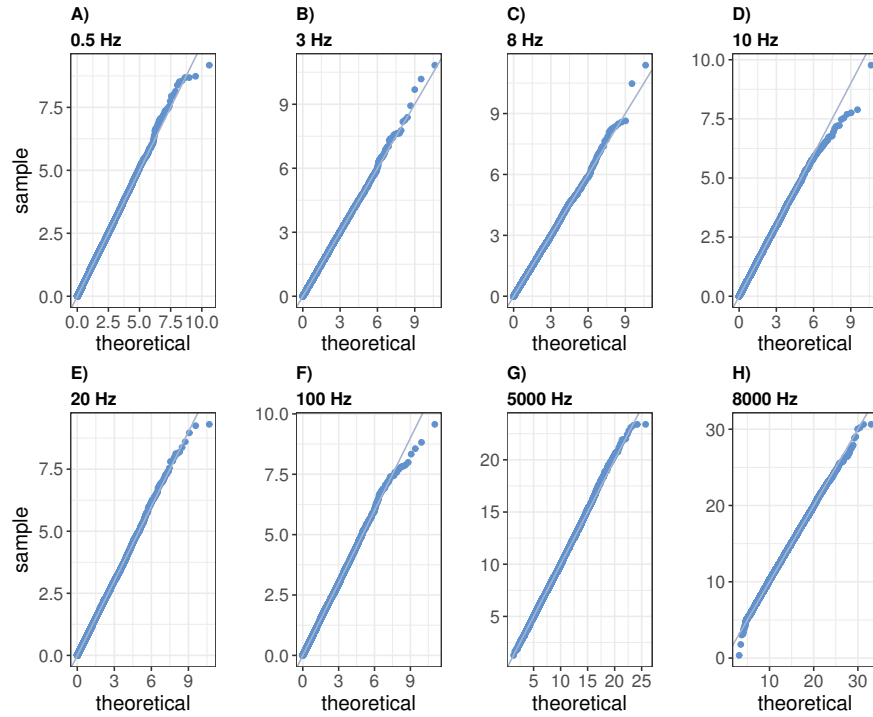 A)
0.5 Hz
sample
7.5
5.0
2.5
0.0
0.0 2.5 5.0 7.5 10.0
theoretical
B)
3 Hz
9
6
3
0
0 3 6 9
theoretical
C)
8 Hz
9
6
3
0
0 3 6 9
theoretical
D)
10 Hz
10.0
7.5
5.0
2.5
0.0
0 3 6 9
theoretical
E)
20 Hz
sample
7.5
5.0
2.5
0.0
0 3 6 9
theoretical
F)
100 Hz
10.0
7.5
5.0
2.5
0.0
0 3 6 9
theoretical
G)
5000 Hz
20
15
10
5
5 10 15 20 25
theoretical
H)
8000 Hz
30
20
10
0
10 20 30
theoretical